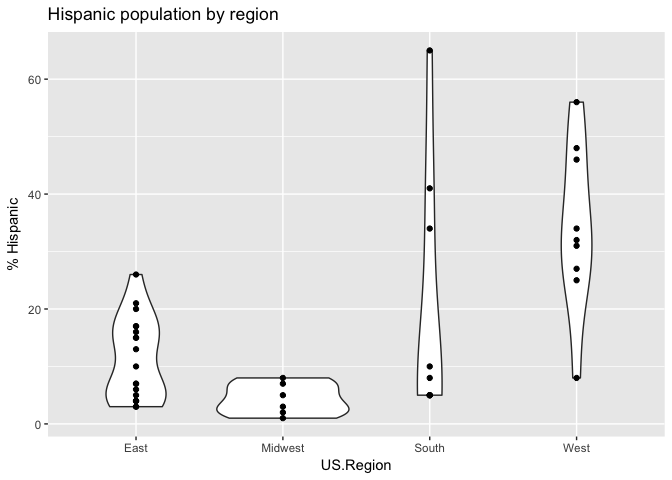 Hispanic population by region
60
40
20
0
% Hispanic
East Midwest South West
US.Region